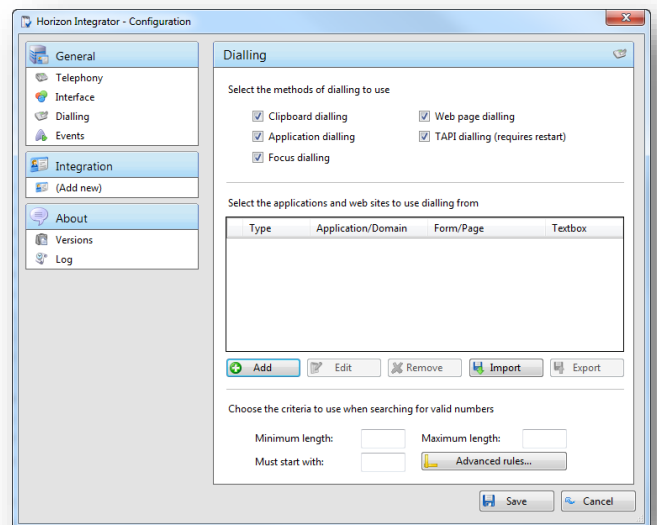 Horizon Integrator - Configuration
x
General
Telephony
Interface
Dialling
Events
Integration
(Add new)
About
Versions
Log
Dialling
Select the methods of dialling to use
Clipboard dialling
Web page dialling
Application dialling
TAPI dialling (requires restart)
Focus dialling
Select the applications and web sites to use dialling from
Type Application/Domain Form/Page Textbox
Add Edit Remove Import Export
Choose the criteria to use when searching for valid numbers
Minimum length: Maximum length:
Must start with: Advanced rules...
Save Cancel